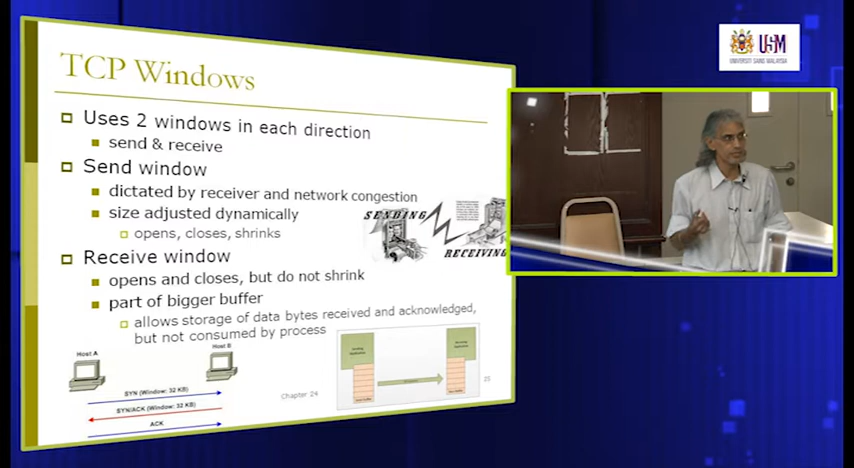 TCP Windows
Uses 2 windows in each direction
send & receive
Send window
dictated by receiver and network congestion
size adjusted dynamically
opens, closes, shrinks
SENDING
RECEIVING
Receive window
opens and closes, but do not shrink
part of bigger buffer
allows storage of data bytes received and acknowledged,
but not consumed by process
Host A
Host B
SYN (Window: 32 KB)
SYN/ACK (Window: 32 KB)
ACK
Chapter 24
USM
UNIVERSITI SAINS MALAYSIA